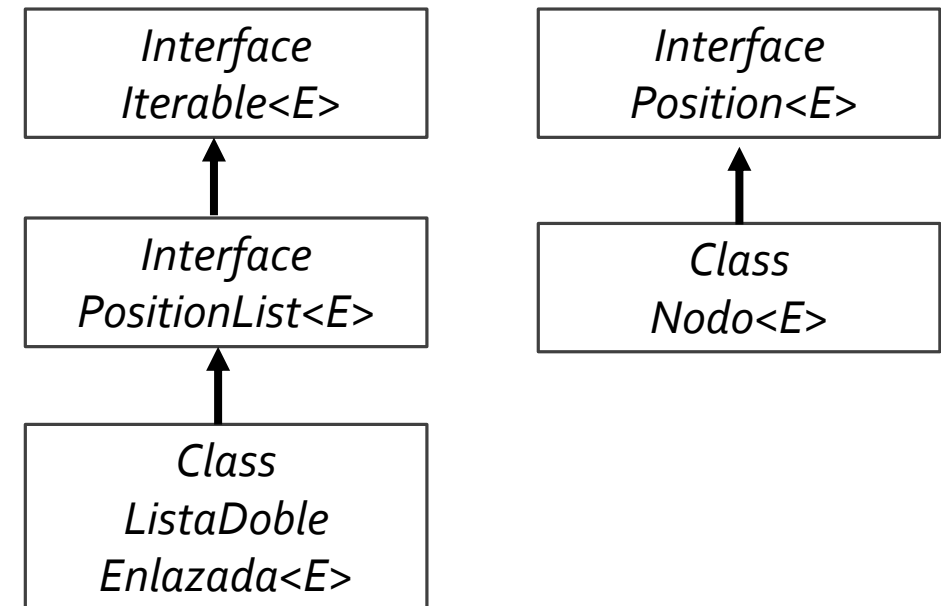 Interface
Iterable<E>
Interface
PositionList<E>
Class
ListaDoble
Enlazada<E>
Interface
Position<E>
Class
Nodo<E>